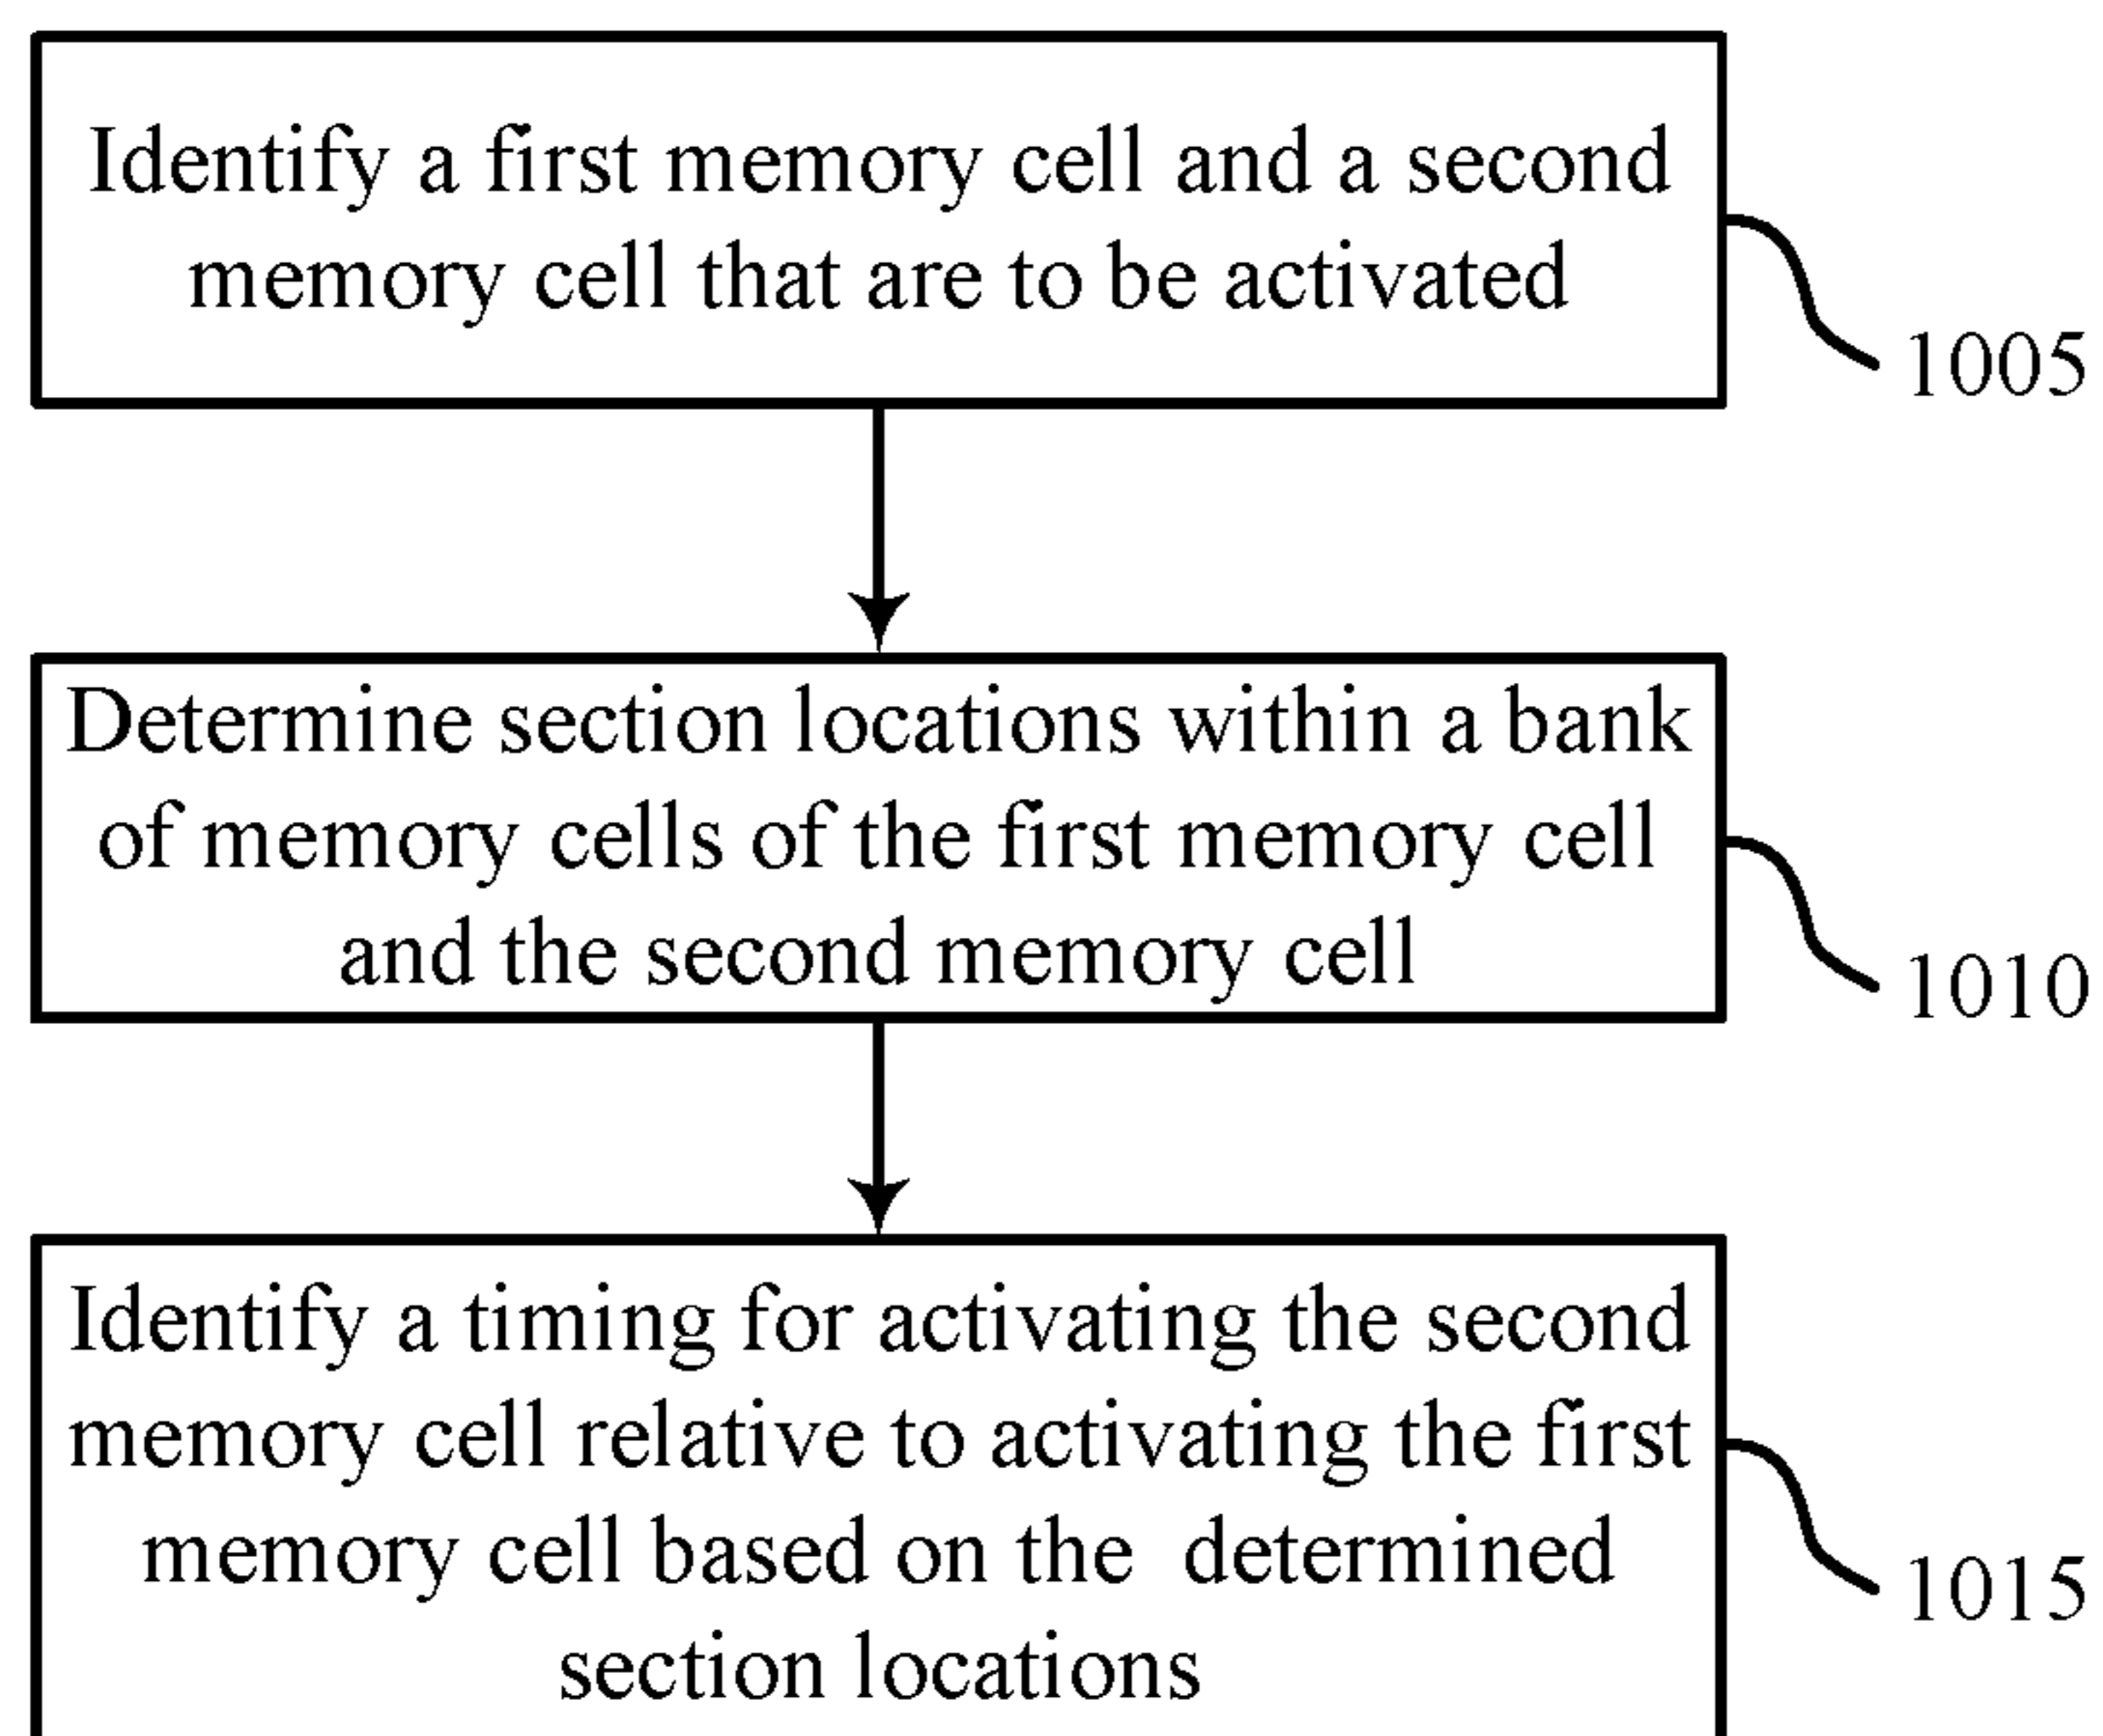 Identify a first memory cell and a second
memory cell that are to be activated
1005
Determine section locations within a bank
of memory cells of the first memory cell
and the second memory cell
1010
Identify a timing for activating the second
memory cell relative to activating the first
memory cell based on the determined
section locations
1015